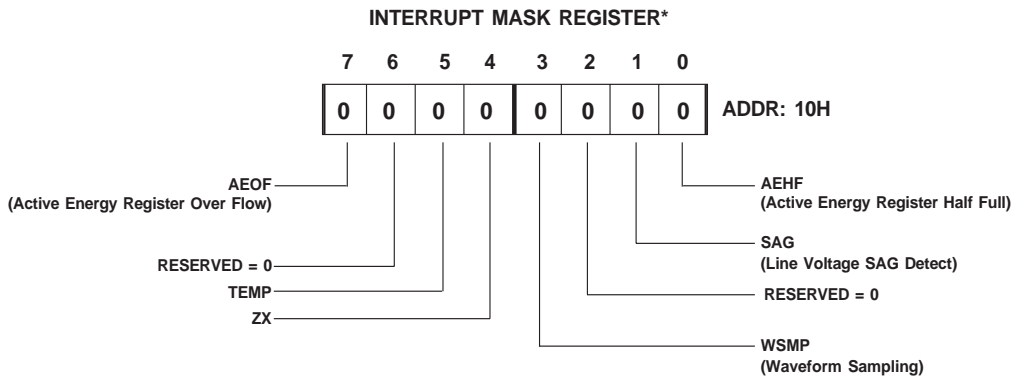 INTERRUPT MASK REGISTER*
7 6 5 4 3 2 1 0
0 0 0 0 0 0 0 0 ADDR: 10H
AEOF
(Active Energy Register Over Flow)
RESERVED = 0
TEMP
ZX
AEHF
(Active Energy Register Half Full)
SAG
(Line Voltage SAG Detect)
RESERVED = 0
WSMP
(Waveform Sampling)